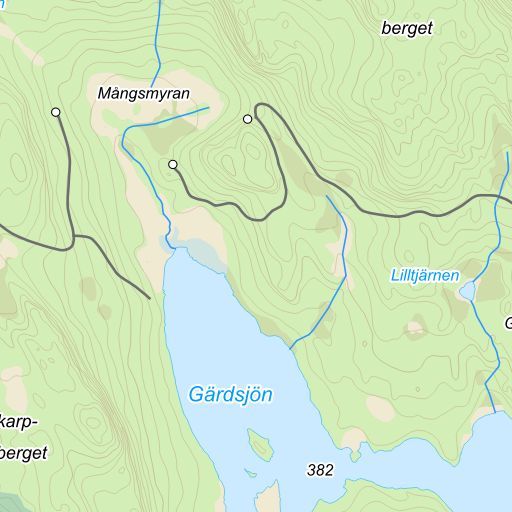 n
berget
Mångsmyran
Lilltjärnen
G
Gärdsjön
karp-
berget
382